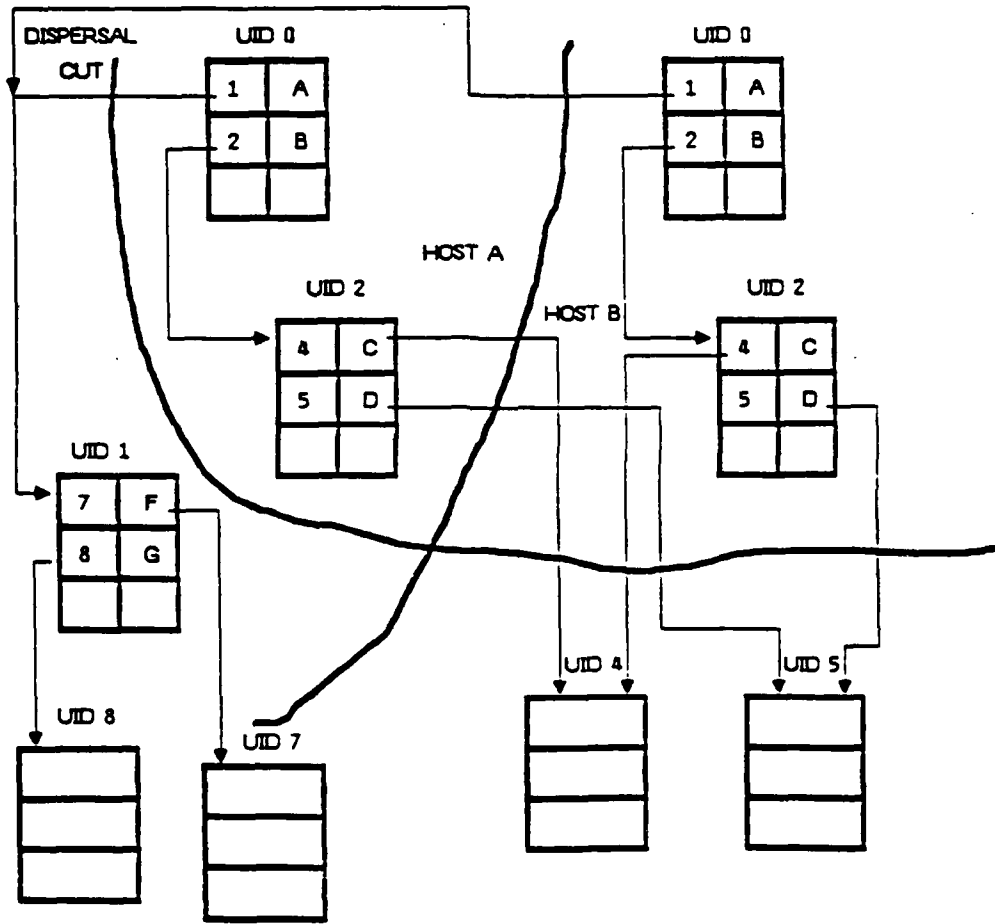 DISPERSAL
CUT
UID 0
1 A
2 B
UID 0
1 A
2 B
HOST A
UID 2
4 C
5 D
HOST B
UID 2
4 C
5 D
UID 1
7 F
8 G
UID 4
UID 5
UID 8
UID 7